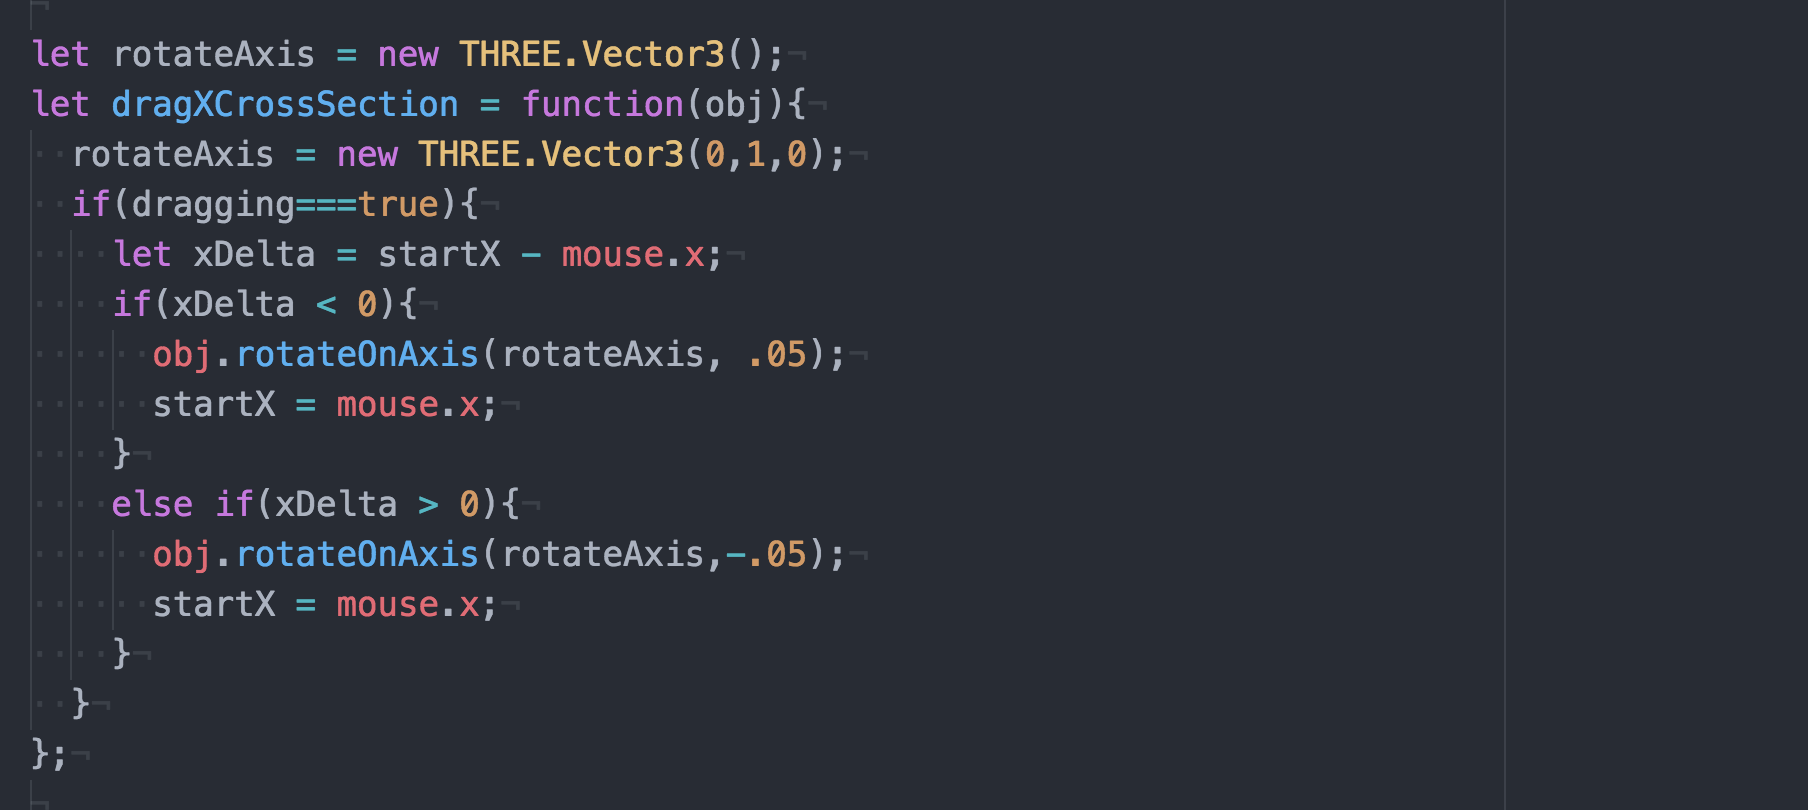 let rotateAxis = new THREE.Vector3();
let dragXCrossSection = function(obj){
  rotateAxis = new THREE.Vector3(0,1,0);
  if(dragging===true){
    let xDelta = startX - mouse.x;
    if(xDelta < 0){
      obj.rotateOnAxis(rotateAxis, .05);
      startX = mouse.x;
    }
    else if(xDelta > 0){
      obj.rotateOnAxis(rotateAxis,-.05);
      startX = mouse.x;
    }
  }
};